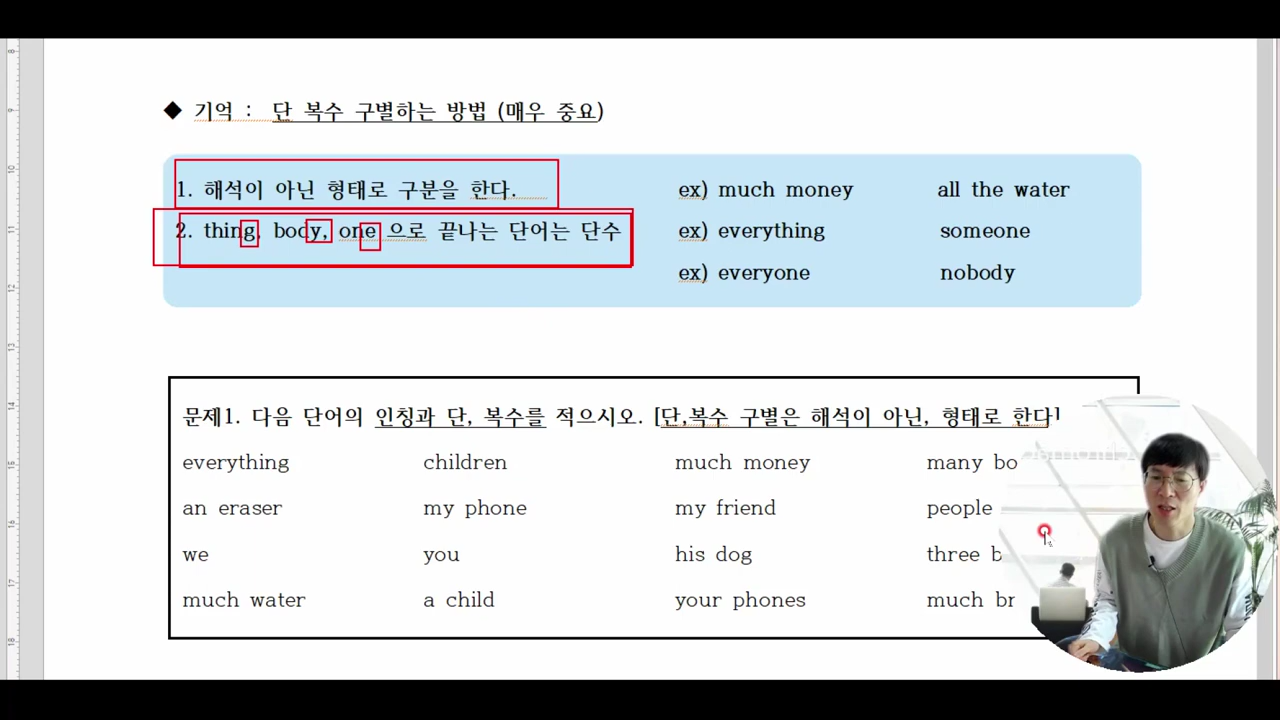 ◆ 기억 : 단 복수 구별하는 방법 (매우 중요)
1. 해석이 아닌 형태로 구분을 한다. ex) much money all the water
2. thing, body, one 으로 끝나는 단어는 단수 ex) everything someone
ex) everyone nobody
문제1. 다음 단어의 인칭과 단, 복수를 적으시오. [단,복수 구별은 해석이 아닌, 형태로 한다]
everything children much money many bo
an eraser my phone my friend people
we you his dog three b
much water a child your phones much br